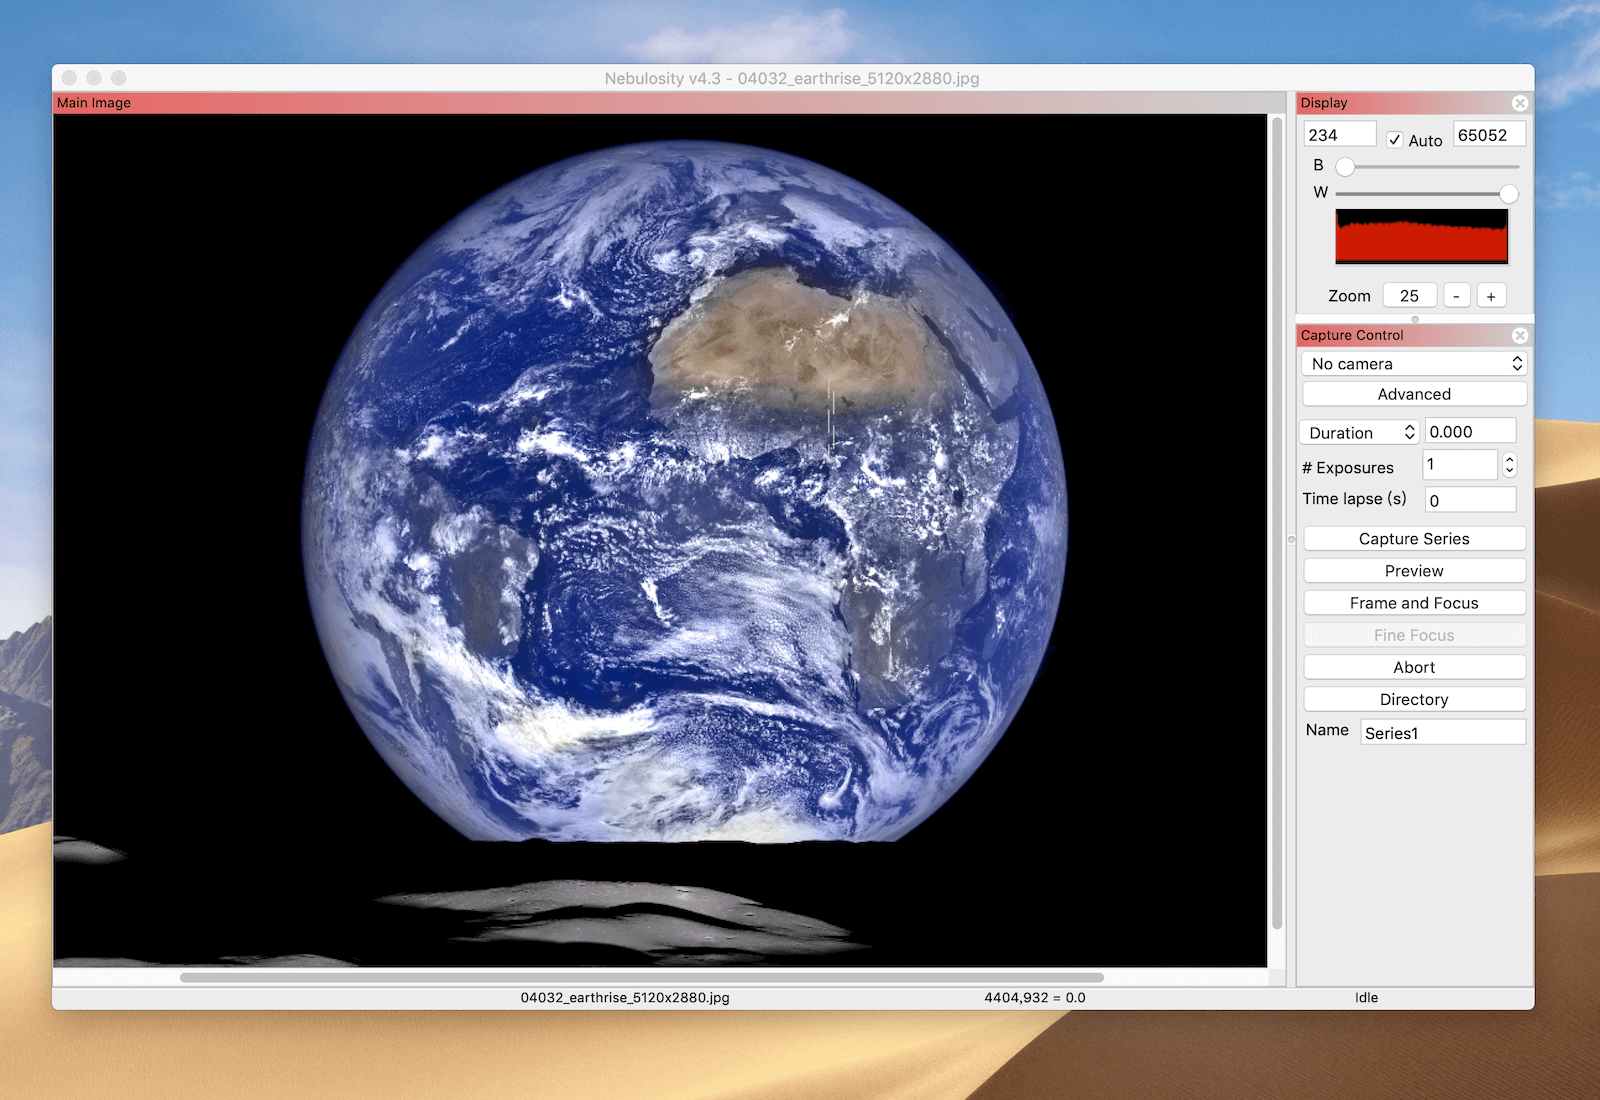 Nebulosity v4.3 - 04032_earthrise_5120x2880.jpg
Main Image
Display
234
Auto
65052
B
W
Zoom
25
-
+
Capture Control
No camera
Advanced
Duration
0.000
# Exposures
1
Time lapse (s)
0
Capture Series
Preview
Frame and Focus
Fine Focus
Abort
Directory
Name
Series1
04032_earthrise_5120x2880.jpg
4404,932 = 0.0
Idle